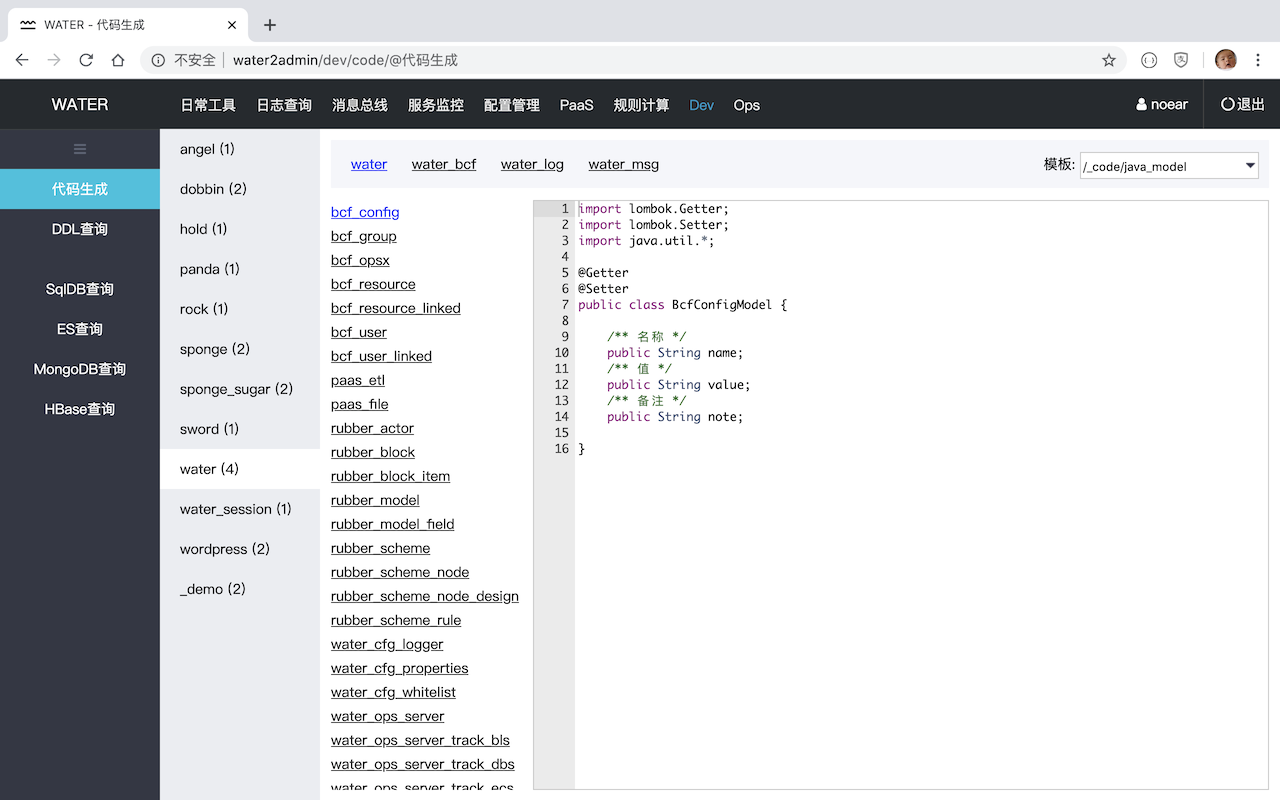 WATER - 代码生成
不安全 water2admin/dev/code/@代码生成
WATER 日常工具 日志查询 消息总线 服务监控 配置管理 PaaS 规则计算 Dev Ops noear 退出
代码生成
DDL查询
SqlDB查询
ES查询
MongoDB查询
HBase查询
angel (1)
dobbin (2)
hold (1)
panda (1)
rock (1)
sponge (2)
sponge_sugar (2)
sword (1)
water (4)
water_session (1)
wordpress (2)
_demo (2)
water water_bcf water_log water_msg 模板: /_code/java_model
bcf_config
bcf_group
bcf_opsx
bcf_resource
bcf_resource_linked
bcf_user
bcf_user_linked
paas_etl
paas_file
rubber_actor
rubber_block
rubber_block_item
rubber_model
rubber_model_field
rubber_scheme
rubber_scheme_node
rubber_scheme_node_design
rubber_scheme_rule
water_cfg_logger
water_cfg_properties
water_cfg_whitelist
water_ops_server
water_ops_server_track_bls
water_ops_server_track_dbs
water_ops_server_track_ecs
1 import lombok.Getter;
2 import lombok.Setter;
3 import java.util.*;
4
5 @Getter
6 @Setter
7 public class BcfConfigModel {
8
9 /** 名称 */
10 public String name;
11 /** 值 */
12 public String value;
13 /** 备注 */
14 public String note;
15
16 }